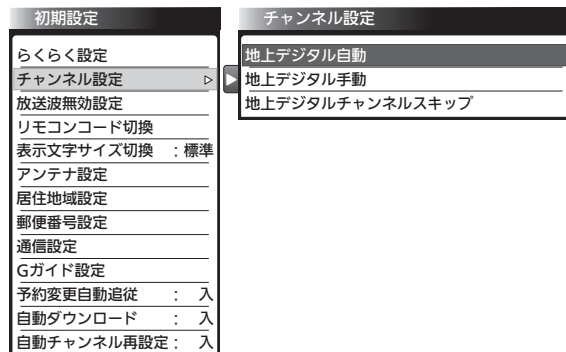 初期設定
らくらく設定
チャンネル設定
放送波無効設定
リモコンコード切換
表示文字サイズ切換 ：標準
アンテナ設定
居住地域設定
郵便番号設定
通信設定
Gガイド設定
予約変更自動追従 ： 入
自動ダウンロード ： 入
自動チャンネル再設定： 入
チャンネル設定
地上デジタル自動
地上デジタル手動
地上デジタルチャンネルスキップ